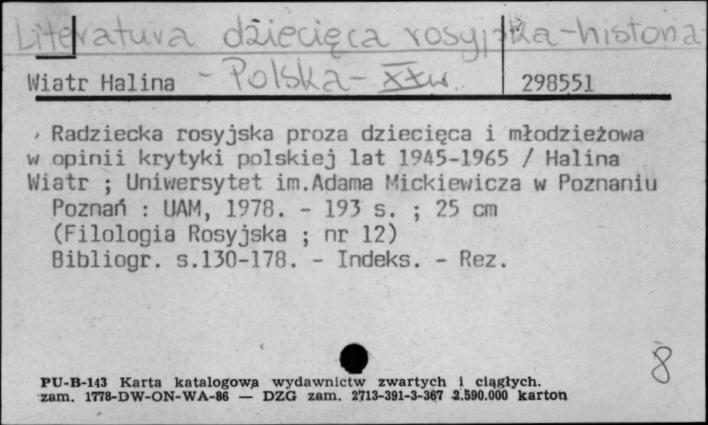 Literatura dziecięca rosyjska - historia
- Polska - XX w.
Wiatr Halina 298551
Radziecka rosyjska proza dziecięca i młodzieżowa
w opinii krytyki polskiej lat 1945-1965 / Halina
Wiatr ; Uniwersytet im.Adama Mickiewicza w Poznaniu
Poznań : UAM, 1978. - 193 s. ; 25 cm
(Filologia Rosyjska ; nr 12)
Bibliogr. s.130-178. - Indeks. - Rez.
8
PU-B-143 Karta katalogowa wydawnictw zwartych i ciągłych.
zam. 1778-DW-ON-WA-86 — DZG zam. 2713-391-3-367 2.590.000 karton